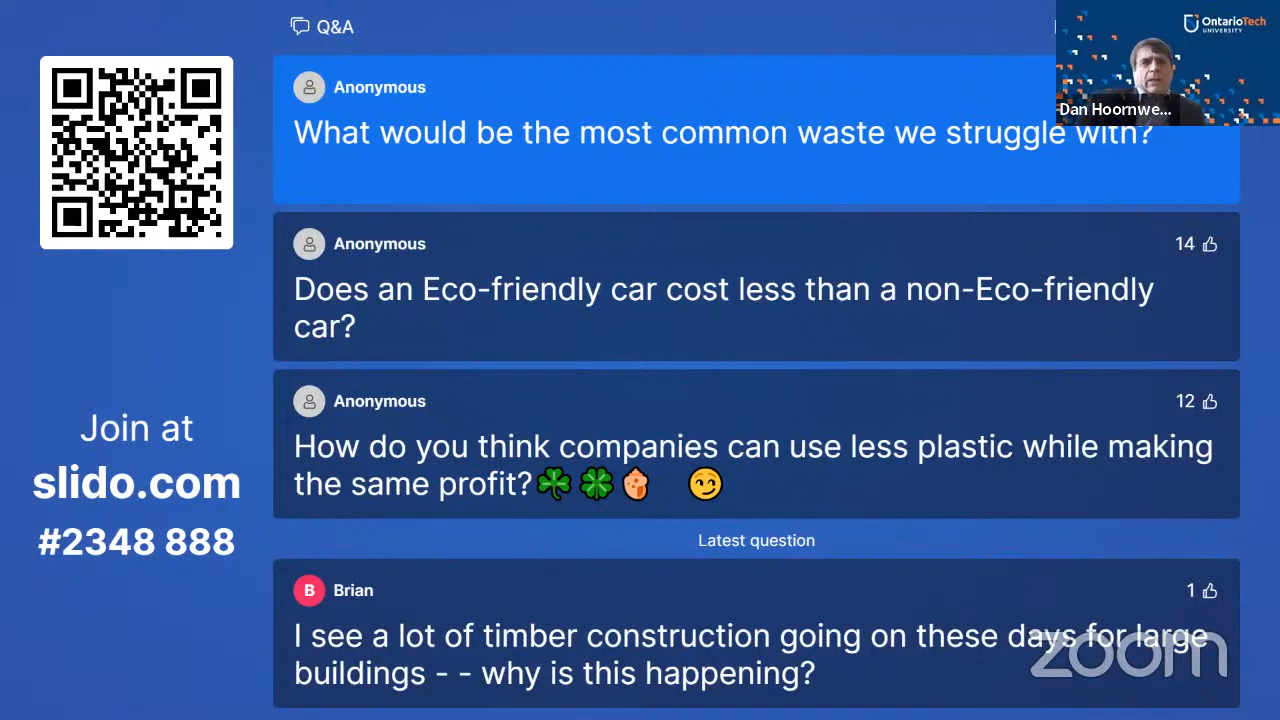 Q&A
OntarioTech
UNIVERSITY
Dan Hoornwe...
Anonymous
What would be the most common waste we struggle with?
Anonymous
14
Does an Eco-friendly car cost less than a non-Eco-friendly
car?
Anonymous
12
How do you think companies can use less plastic while making
the same profit?☘️🍀🍘 😏
Join at
slido.com
#2348 888
Latest question
B Brian
1
I see a lot of timber construction going on these days for large
buildings - - why is this happening?
zoom